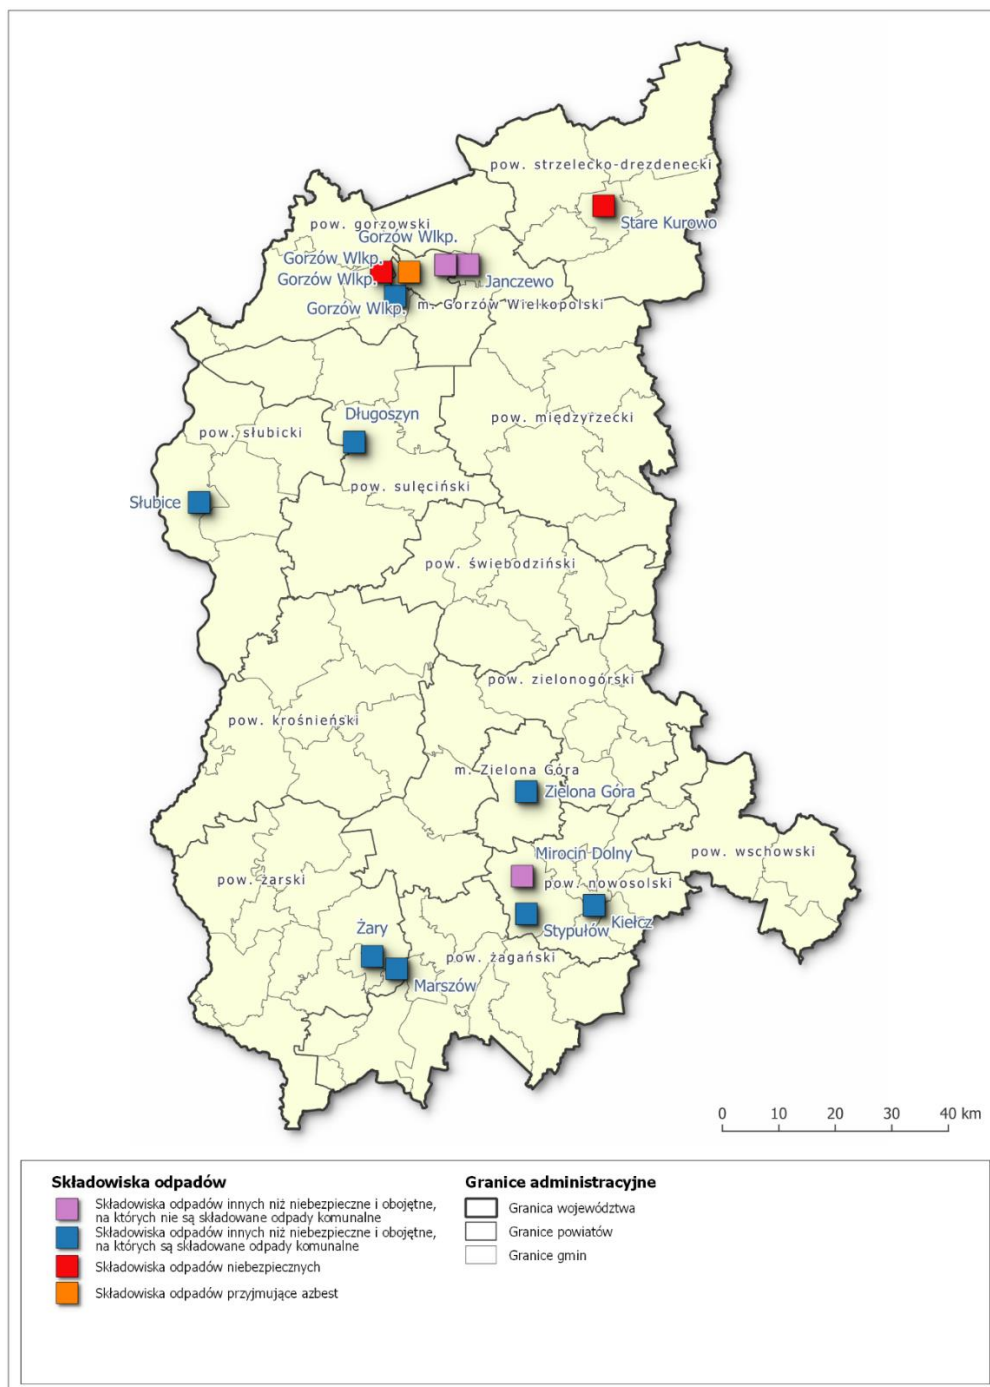 pow. strzelecko-drezdenecki
Stare Kurowo
pow. gorzowski
Gorzów Wlkp.
Gorzów Wlkp.
Gorzów Wlkp.
Janczewo
Gorzów Wlkp.
m. Gorzów Wielkopolski
Długoszyn
pow. międzyrzecki
pow. słubicki
pow. sulęciński
Słubice
pow. świebodziński
pow. zielonogórski
pow. krośnieński
m. Zielona Góra
Zielona Góra
Mirocin Dolny
pow. wschowski
pow. żarski
pow. nowosolski
Kiełcz
Stypułów
Żary
pow. żagański
Marszów
0 10 20 30 40 km
Składowiska odpadów
Składowiska odpadów innych niż niebezpieczne i obojętne,
na których nie są składowane odpady komunalne
Składowiska odpadów innych niż niebezpieczne i obojętne,
na których są składowane odpady komunalne
Składowiska odpadów niebezpiecznych
Składowiska odpadów przyjmujące azbest
Granice administracyjne
Granica województwa
Granice powiatów
Granice gmin